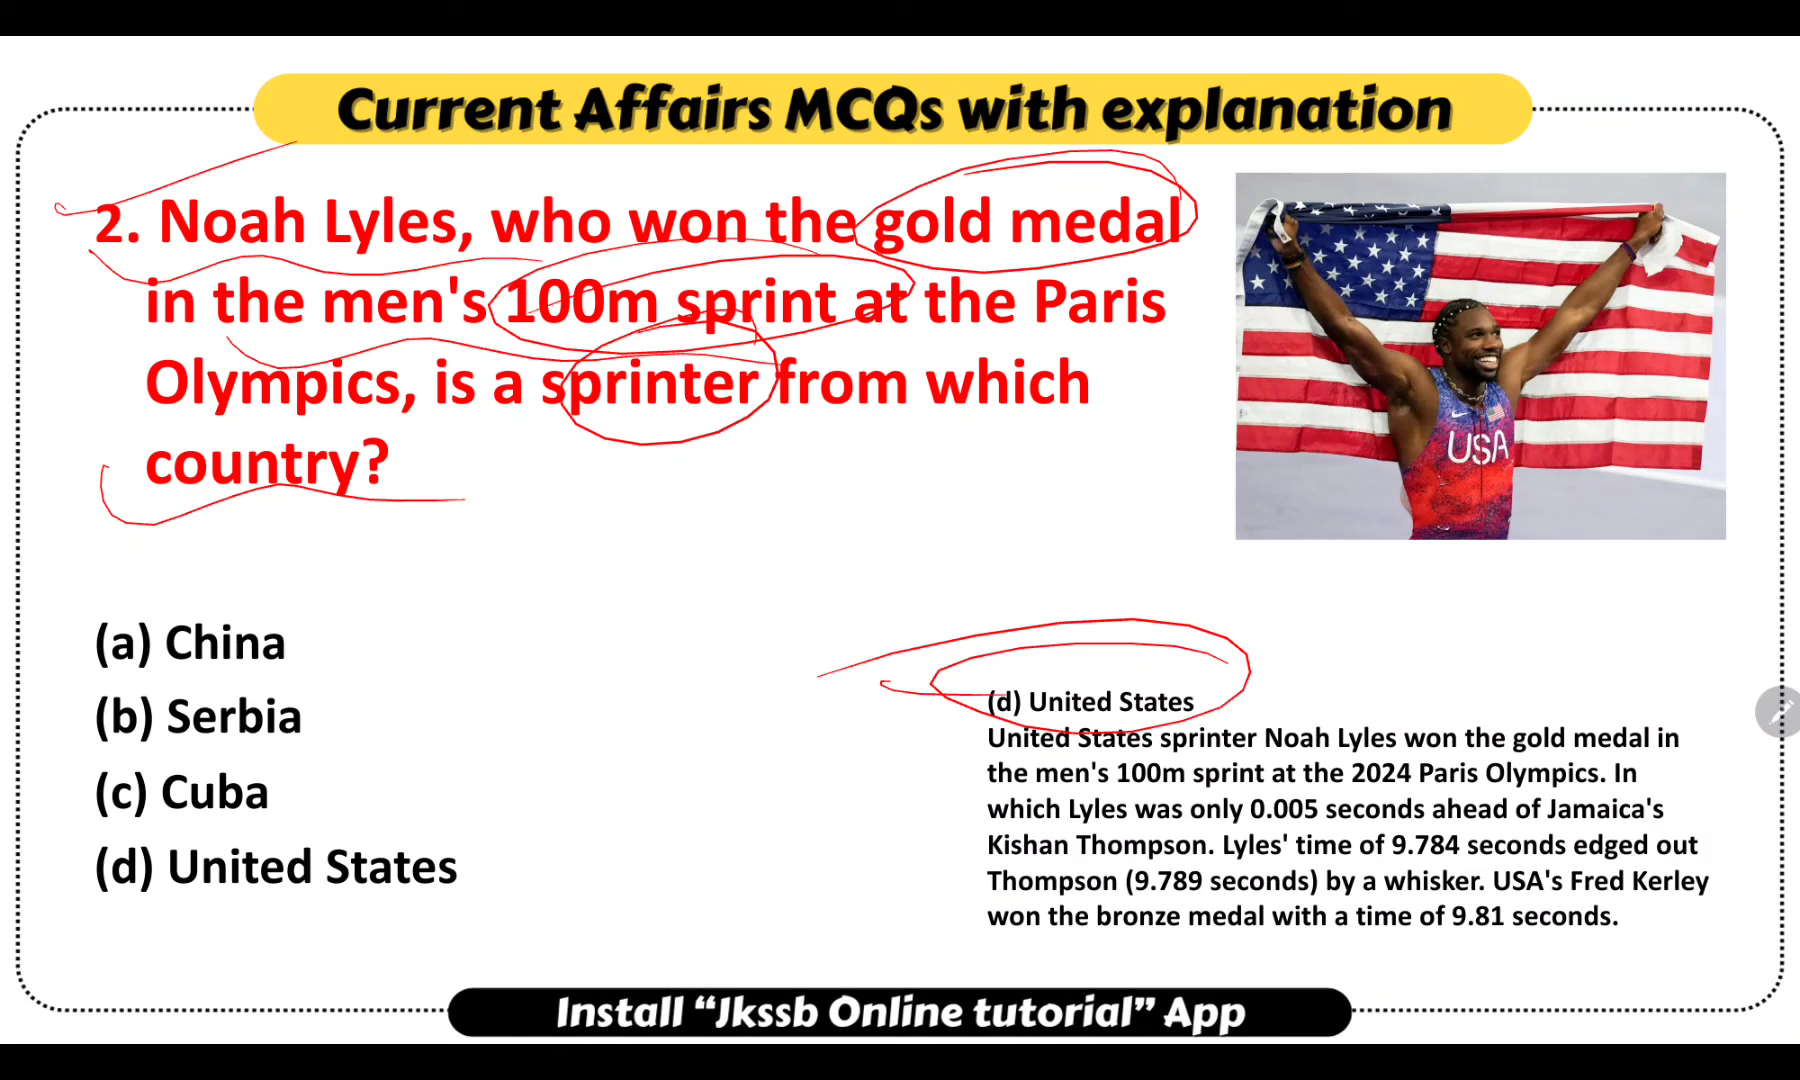 Current Affairs MCQs with explanation
2. Noah Lyles, who won the gold medal
in the men's 100m sprint at the Paris
Olympics, is a sprinter from which
country?
USA
(a) China
(b) Serbia
(c) Cuba
(d) United States
(d) United States
United States sprinter Noah Lyles won the gold medal in
the men's 100m sprint at the 2024 Paris Olympics. In
which Lyles was only 0.005 seconds ahead of Jamaica's
Kishan Thompson. Lyles' time of 9.784 seconds edged out
Thompson (9.789 seconds) by a whisker. USA's Fred Kerley
won the bronze medal with a time of 9.81 seconds.
Install “Jkssb Online tutorial” App